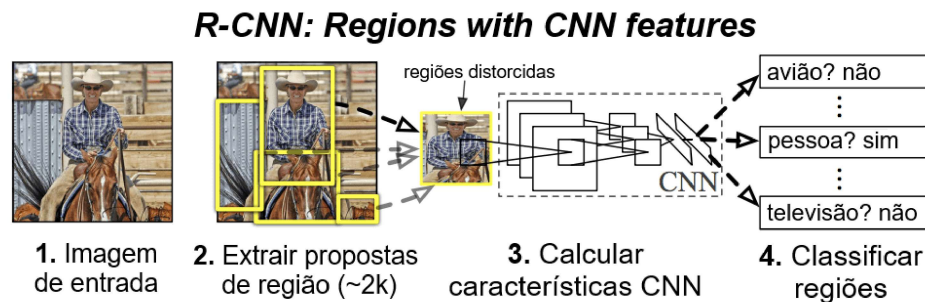 R-CNN: Regions with CNN features
regiões distorcidas
avião? não
pessoa? sim
CNN
televisão? não
1. Imagem
de entrada
2. Extrair propostas
de região (~2k)
3. Calcular
características CNN
4. Classificar
regiões